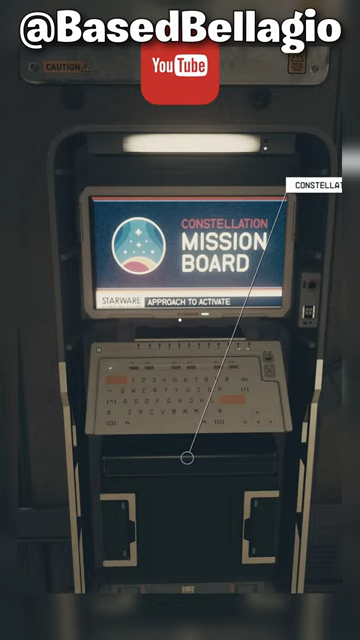 @BasedBellagio
CAUTION
YouTube
CONSTELLAT
CONSTELLATION
MISSION
BOARD
STARWARE
APPROACH TO ACTIVATE